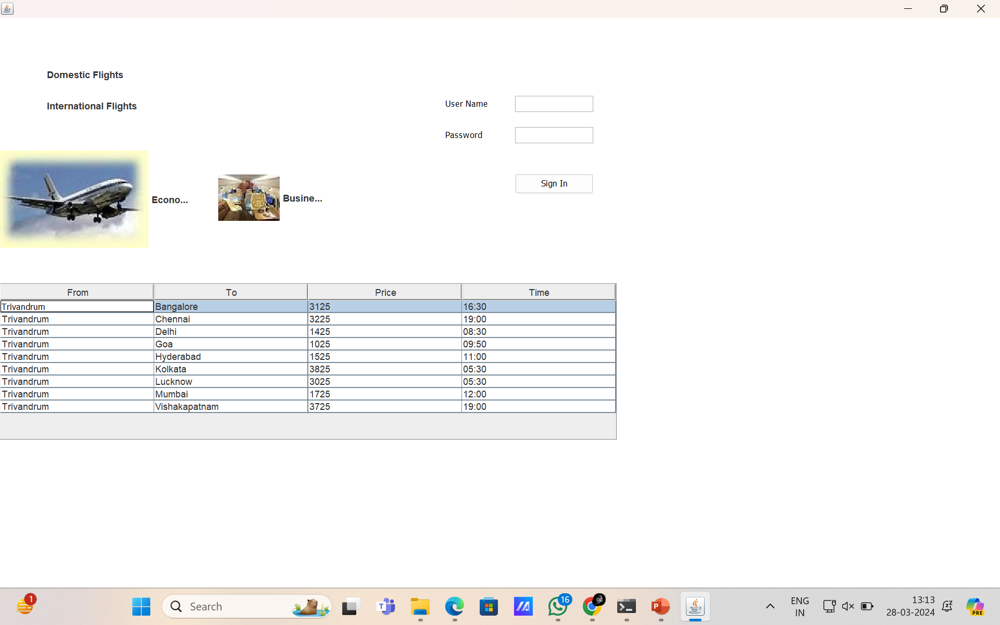 Domestic Flights
International Flights
User Name
Password
Sign In
Econo...
Busine...
From To Price Time
Trivandrum Bangalore 3125 16:30
Trivandrum Chennai 3225 19:00
Trivandrum Delhi 1425 08:30
Trivandrum Goa 1025 09:50
Trivandrum Hyderabad 1525 11:00
Trivandrum Kolkata 3825 05:30
Trivandrum Lucknow 3025 05:30
Trivandrum Mumbai 1725 12:00
Trivandrum Vishakapatnam 3725 19:00
1
Search
T
16
P
ENG
IN
13:13
28-03-2024
PRE